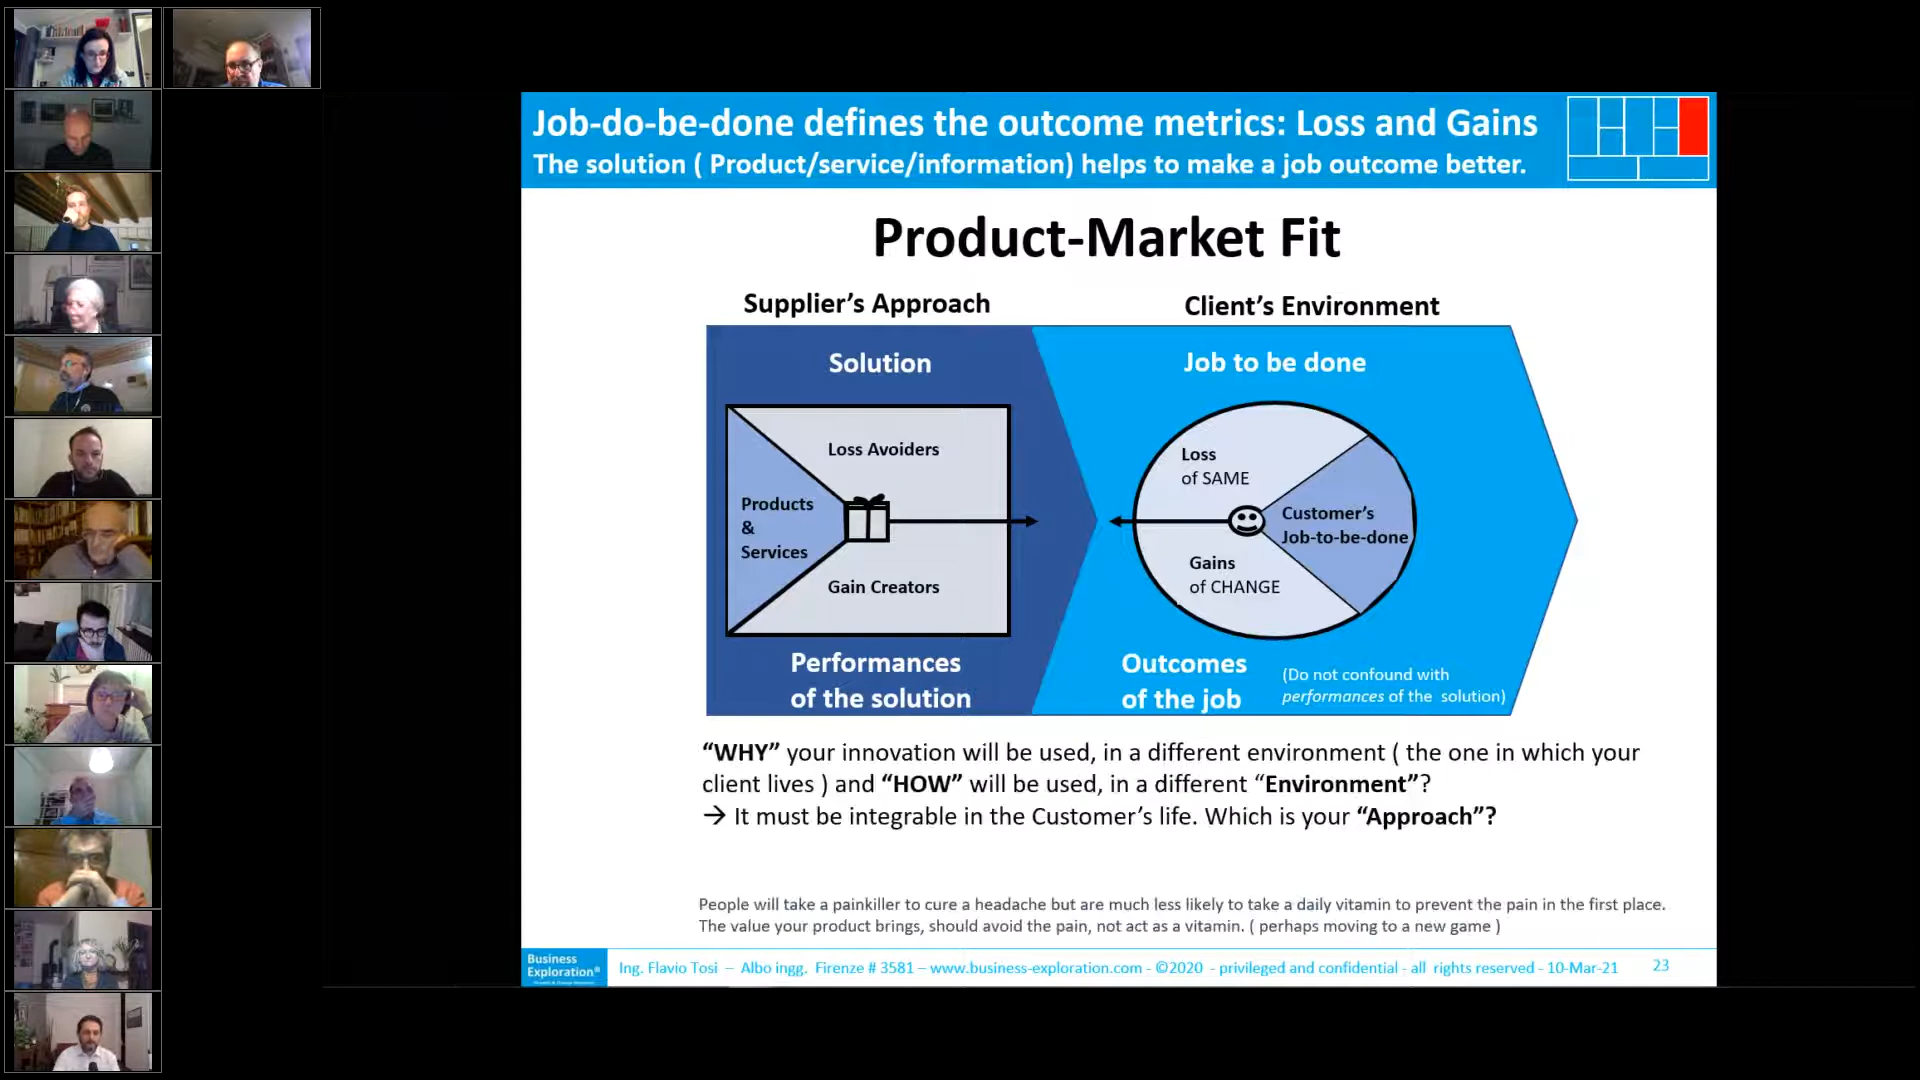 Job-do-be-done defines the outcome metrics: Loss and Gains
The solution ( Product/service/information) helps to make a job outcome better.
Product-Market Fit
Supplier's Approach
Client's Environment
Solution
Job to be done
Loss Avoiders
Products
&
Services
Gain Creators
Loss
of SAME
Customer's
Job-to-be-done
Gains
of CHANGE
Performances
of the solution
Outcomes
of the job
(Do not confound with
performances of the solution)
“WHY” your innovation will be used, in a different environment ( the one in which your
client lives ) and “HOW” will be used, in a different “Environment”?
→ It must be integrable in the Customer's life. Which is your “Approach”?
People will take a painkiller to cure a headache but are much less likely to take a daily vitamin to prevent the pain in the first place.
The value your product brings, should avoid the pain, not act as a vitamin. ( perhaps moving to a new game )
Business
Exploration®
Ing. Flavio Tosi – Albo ingg. Firenze # 3581 – www.business-exploration.com - ©2020 - privileged and confidential - all rights reserved - 10-Mar-21
23